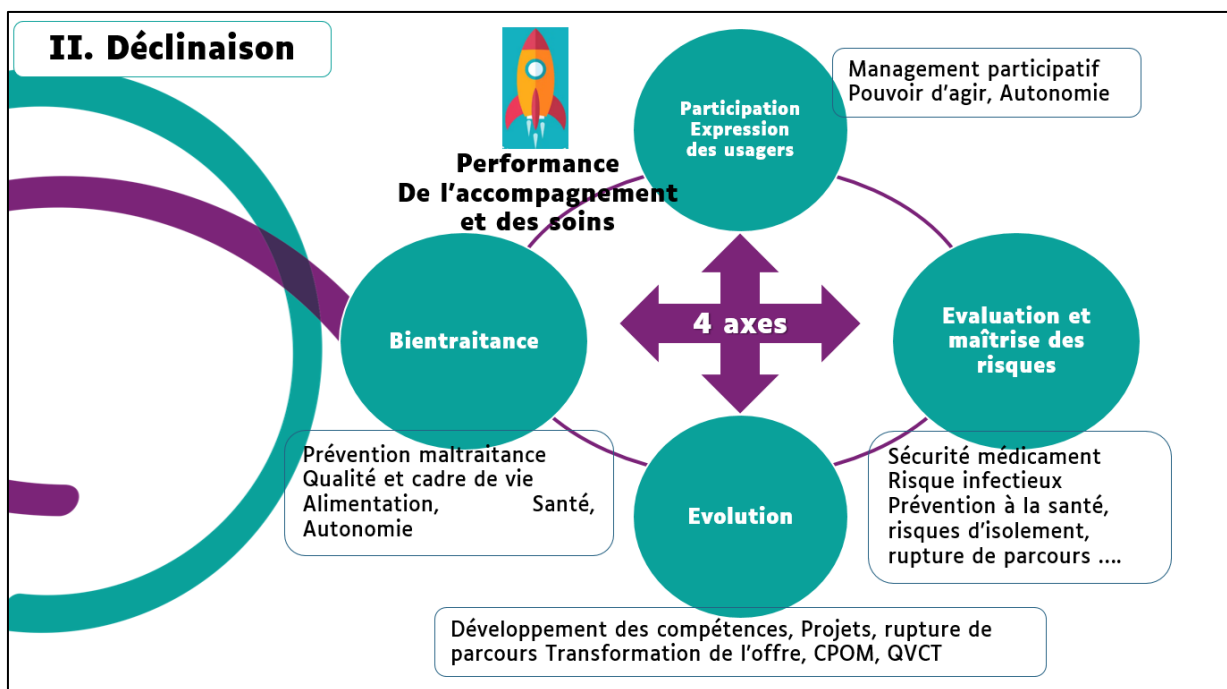 II. Déclinaison
Performance
De l'accompagnement
et des soins
Participation
Expression
des usagers
Management participatif
Pouvoir d'agir, Autonomie
Bientraitance
4 axes
Evaluation et
maîtrise des
risques
Prévention maltraitance
Qualité et cadre de vie
Alimentation, Santé,
Autonomie
Evolution
Sécurité médicament
Risque infectieux
Prévention à la santé,
risques d'isolement,
rupture de parcours ….
Développement des compétences, Projets, rupture de
parcours Transformation de l'offre, CPOM, QVCT